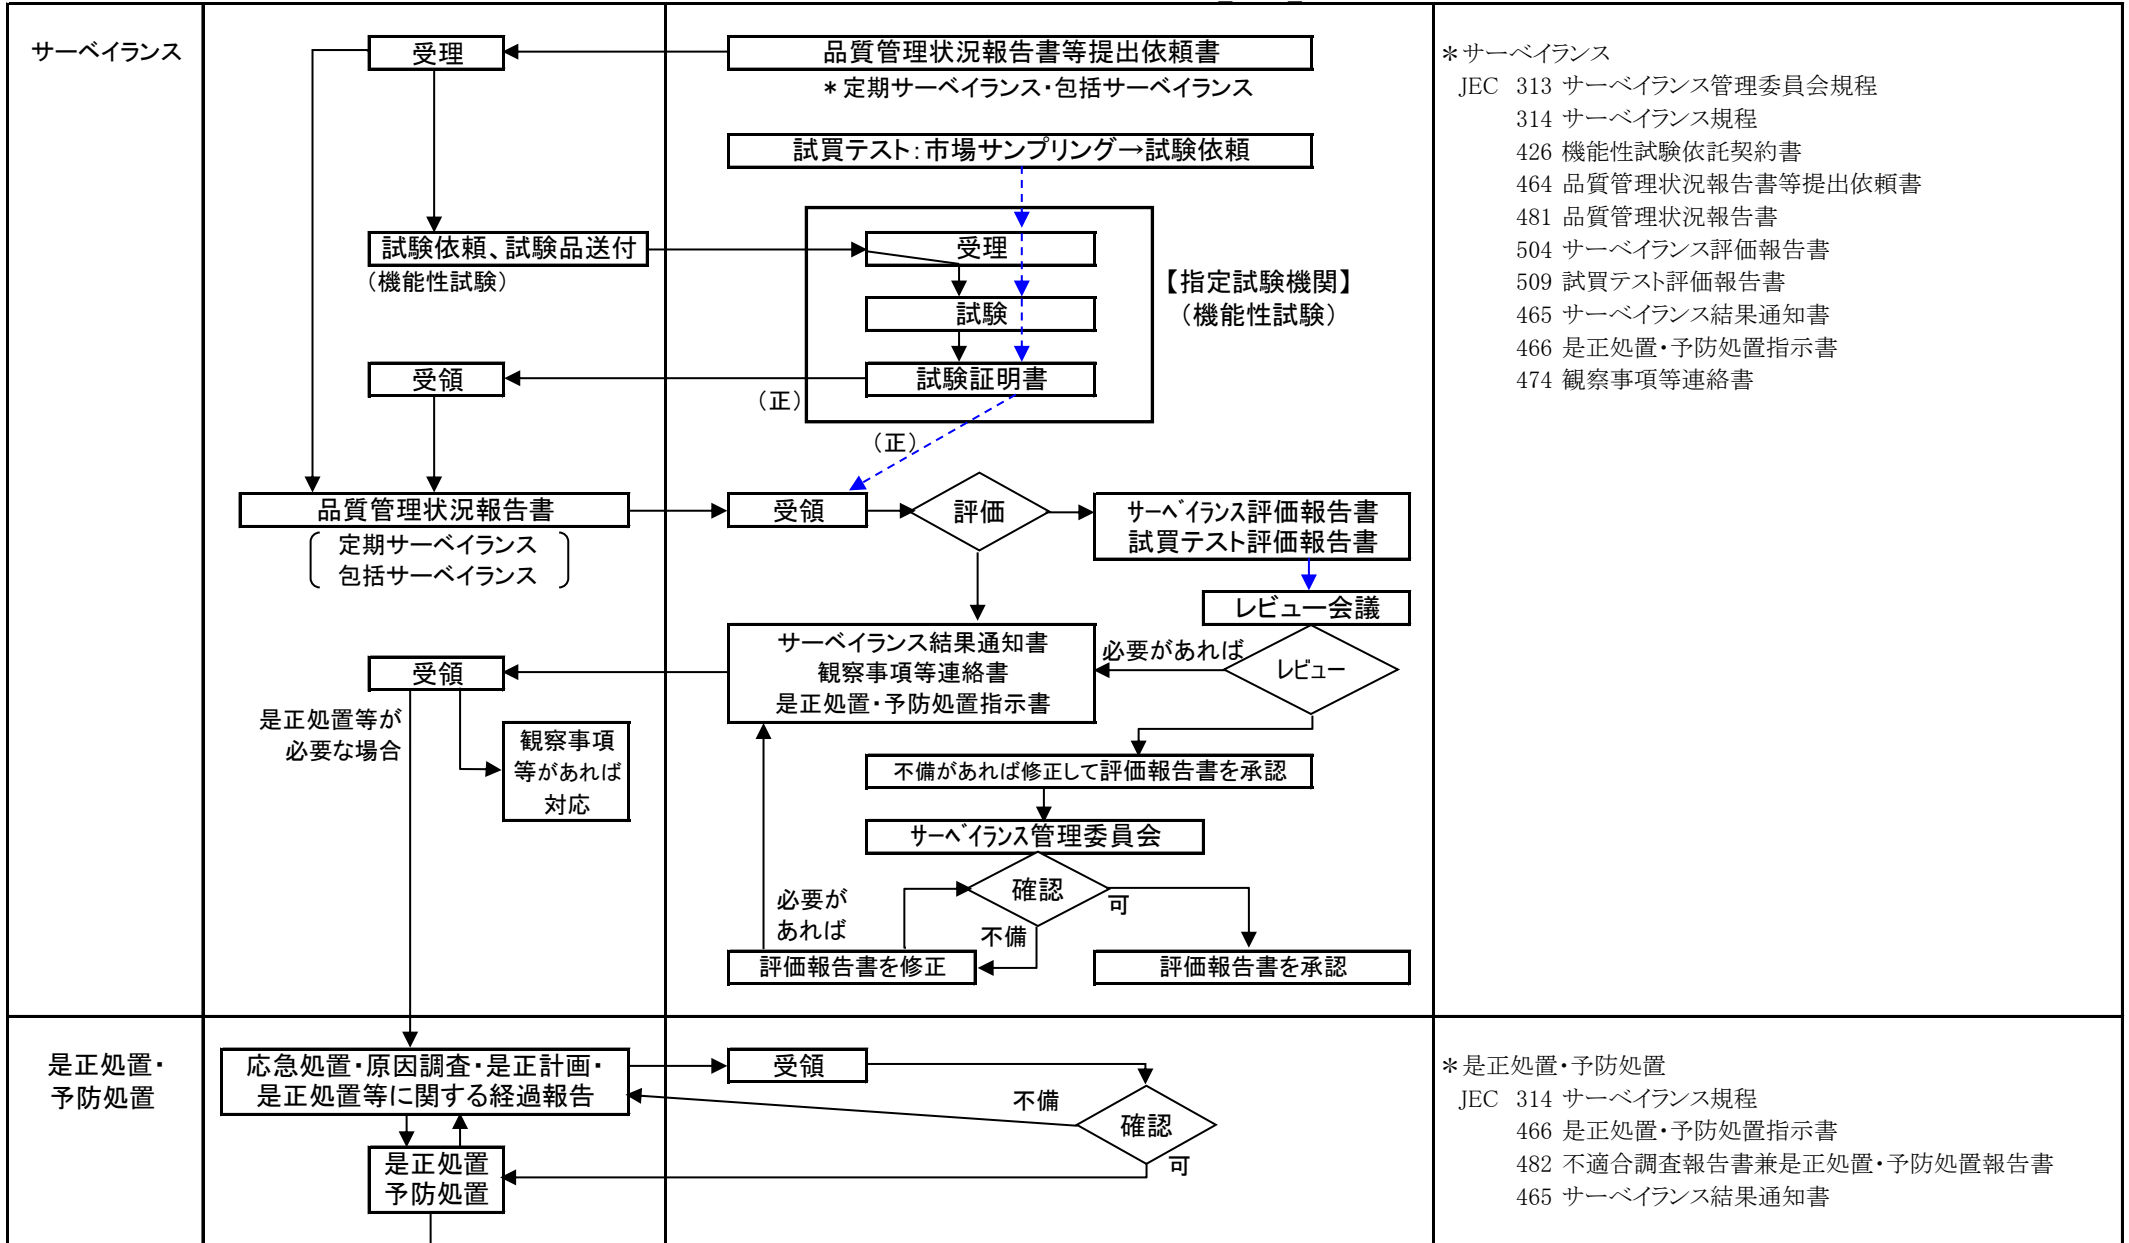 サーベイランス
受理
品質管理状況報告書等提出依頼書
＊定期サーベイランス・包括サーベイランス
試買テスト：市場サンプリング→試験依頼
試験依頼、試験品送付
（機能性試験）
受理
試験
試験証明書
【指定試験機関】
（機能性試験）
受領
（正）
（正）
品質管理状況報告書
定期サーベイランス
包括サーベイランス
受領
評価
ｻｰﾍﾞｲﾗﾝｽ評価報告書
試買テスト評価報告書
レビュー会議
レビュー
必要があれば
サーベイランス結果通知書
観察事項等連絡書
是正処置・予防処置指示書
受領
是正処置等が
必要な場合
観察事項
等があれば
対応
不備があれば修正して評価報告書を承認
ｻｰﾍﾞｲﾗﾝｽ管理委員会
確認
可
不備
必要が
あれば
評価報告書を修正
評価報告書を承認
＊サーベイランス
JEC 313 サーベイランス管理委員会規程
314 サーベイランス規程
426 機能性試験依託契約書
464 品質管理状況報告書等提出依頼書
481 品質管理状況報告書
504 サーベイランス評価報告書
509 試買テスト評価報告書
465 サーベイランス結果通知書
466 是正処置・予防処置指示書
474 観察事項等連絡書
是正処置・
予防処置
応急処置・原因調査・是正計画・
是正処置等に関する経過報告
受領
確認
不備
可
是正処置
予防処置
＊是正処置・予防処置
JEC 314 サーベイランス規程
466 是正処置・予防処置指示書
482 不適合調査報告書兼是正処置・予防処置報告書
465 サーベイランス結果通知書